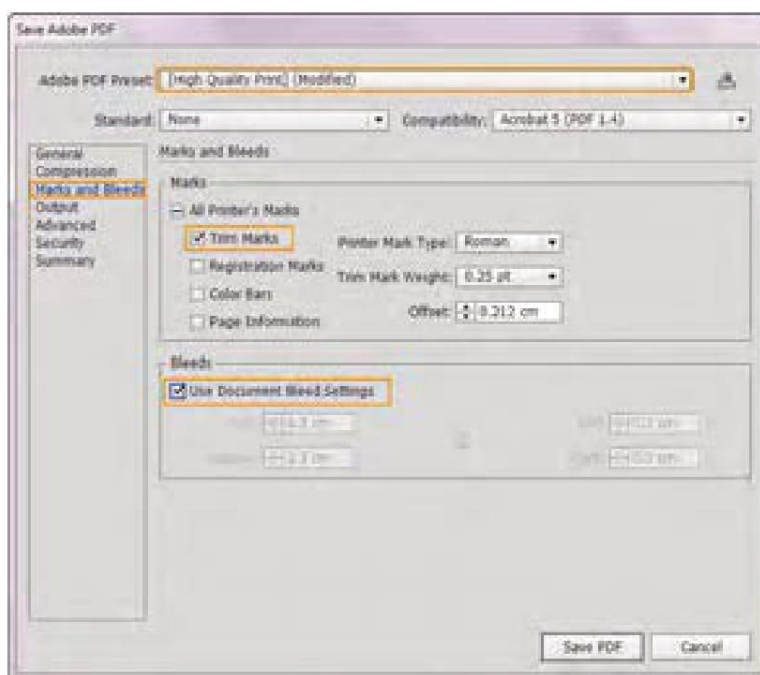 Save Adobe PDF
Adobe PDF Preset: [High Quality Print] (Modified)
Standard: None Compatibility: Acrobat 5 (PDF 1.4)
General
Compression
Marks and Bleeds
Output
Advanced
Security
Summary
Marks and Bleeds
Marks
All Printer's Marks
Trim Marks
Registration Marks
Color Bars
Page Information
Printer Mark Type: Roman
Trim Mark Weight: 0.25 pt
Offset: 0.212 cm
Bleeds
Use Document Bleed Settings
Save PDF Cancel